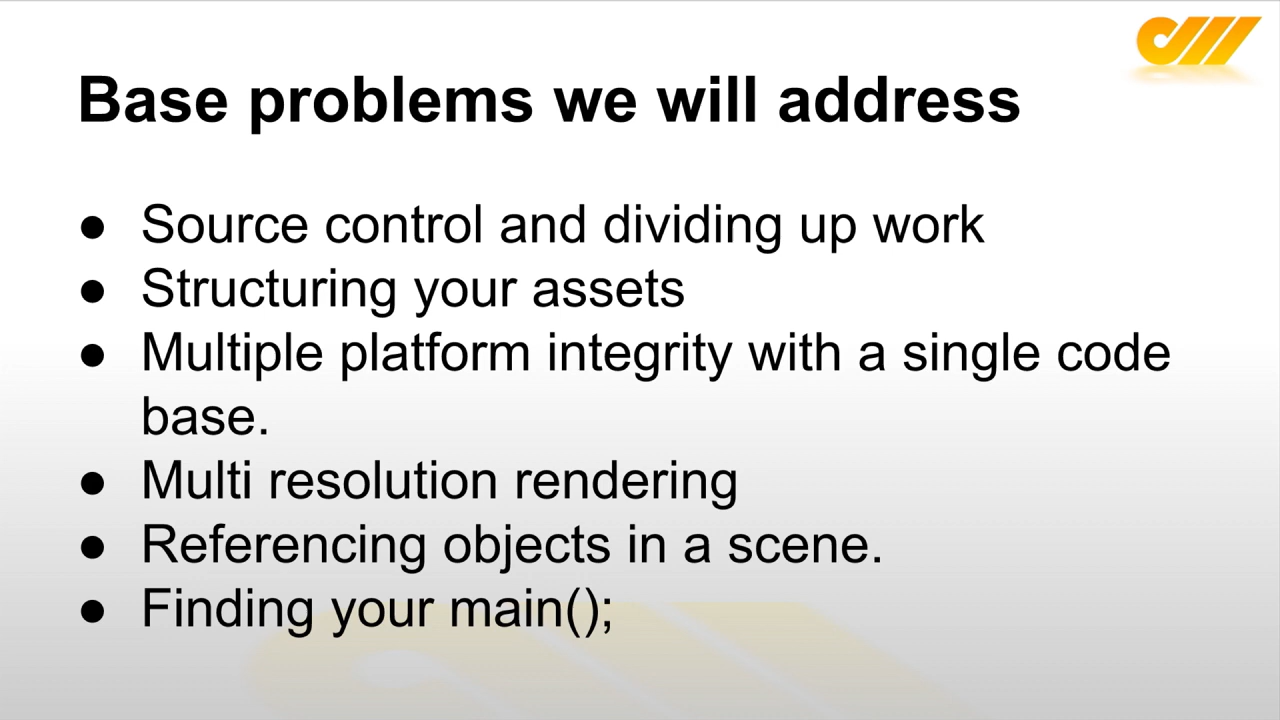 Base problems we will address
● Source control and dividing up work
● Structuring your assets
● Multiple platform integrity with a single code
base.
● Multi resolution rendering
● Referencing objects in a scene.
● Finding your main();